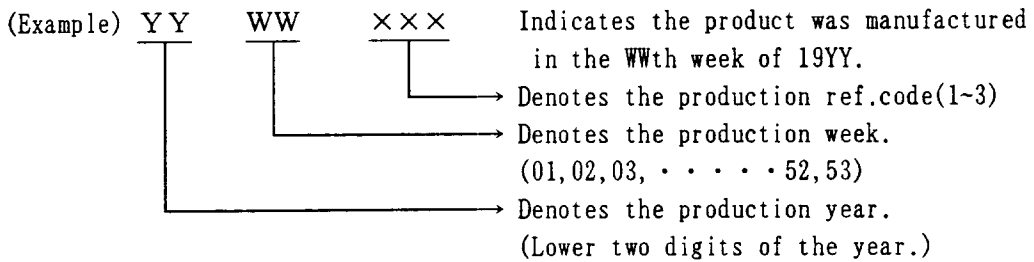 (Example) YY WW ××× Indicates the product was manufactured
in the WWth week of 19YY.
Denotes the production ref.code(1~3)
Denotes the production week.
(01,02,03, ・ ・ ・ ・ ・ 52,53)
Denotes the production year.
(Lower two digits of the year.)